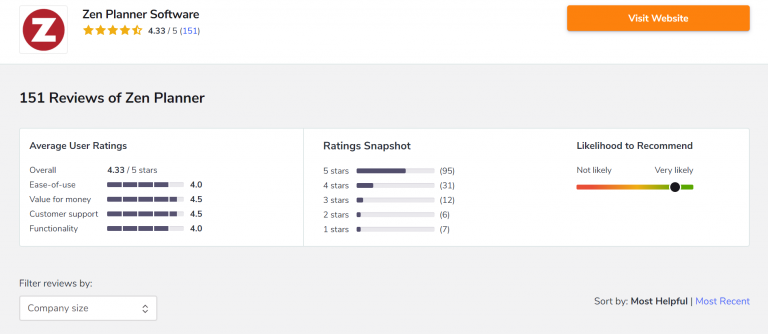 Z
Zen Planner Software
4.33 / 5 (151)
Visit Website
151 Reviews of Zen Planner
Average User Ratings
Overall 4.33 / 5 stars
Ease-of-use 4.0
Value for money 4.5
Customer support 4.5
Functionality 4.0
Ratings Snapshot
5 stars (95)
4 stars (31)
3 stars (12)
2 stars (6)
1 stars (7)
Likelihood to Recommend
Not likely Very likely
Filter reviews by:
Company size
Sort by: Most Helpful | Most Recent